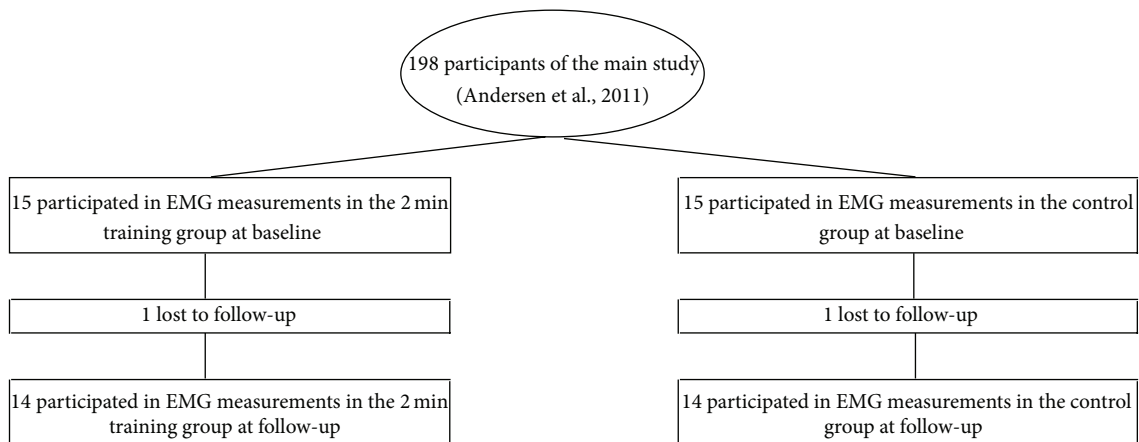 198 participants of the main study
(Andersen et al., 2011)
15 participated in EMG measurements in the 2 min
training group at baseline
15 participated in EMG measurements in the control
group at baseline
1 lost to follow-up
1 lost to follow-up
14 participated in EMG measurements in the 2 min
training group at follow-up
14 participated in EMG measurements in the control
group at follow-up